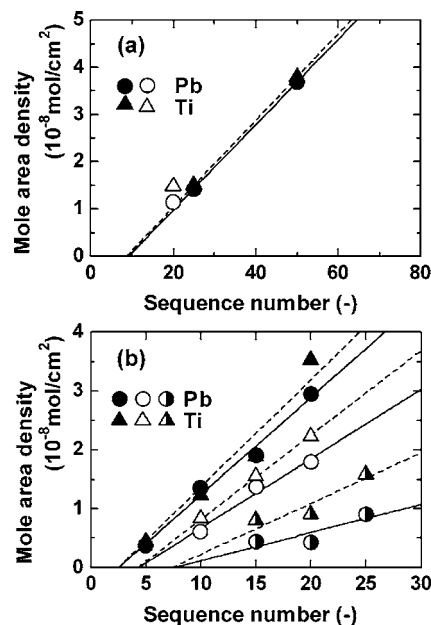 (a)
Pb
Ti
5
4
3
2
1
0
Mole area density
(10⁻⁸mol/cm²)
0 20 40 60 80
Sequence number (-)
(b)
Pb
Ti
4
3
2
1
0
Mole area density
(10⁻⁸mol/cm²)
0 5 10 15 20 25 30
Sequence number (-)